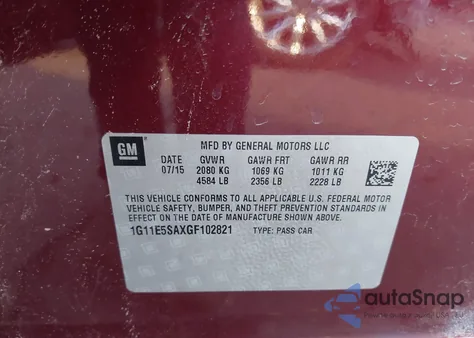 GM
MFD BY GENERAL MOTORS LLC
DATE GVWR GAWR FRT GAWR RR
07/15 2080 KG 1069 KG 1011 KG
4584 LB 2356 LB 2228 LB
THIS VEHICLE CONFORMS TO ALL APPLICABLE U.S. FEDERAL MOTOR
VEHICLE SAFETY, BUMPER, AND THEFT PREVENTION STANDARDS
IN EFFECT ON THE DATE OF MANUFACTURE SHOWN ABOVE.
1G11E5SAXGF102821 TYPE: PASS CAR
autoSnap